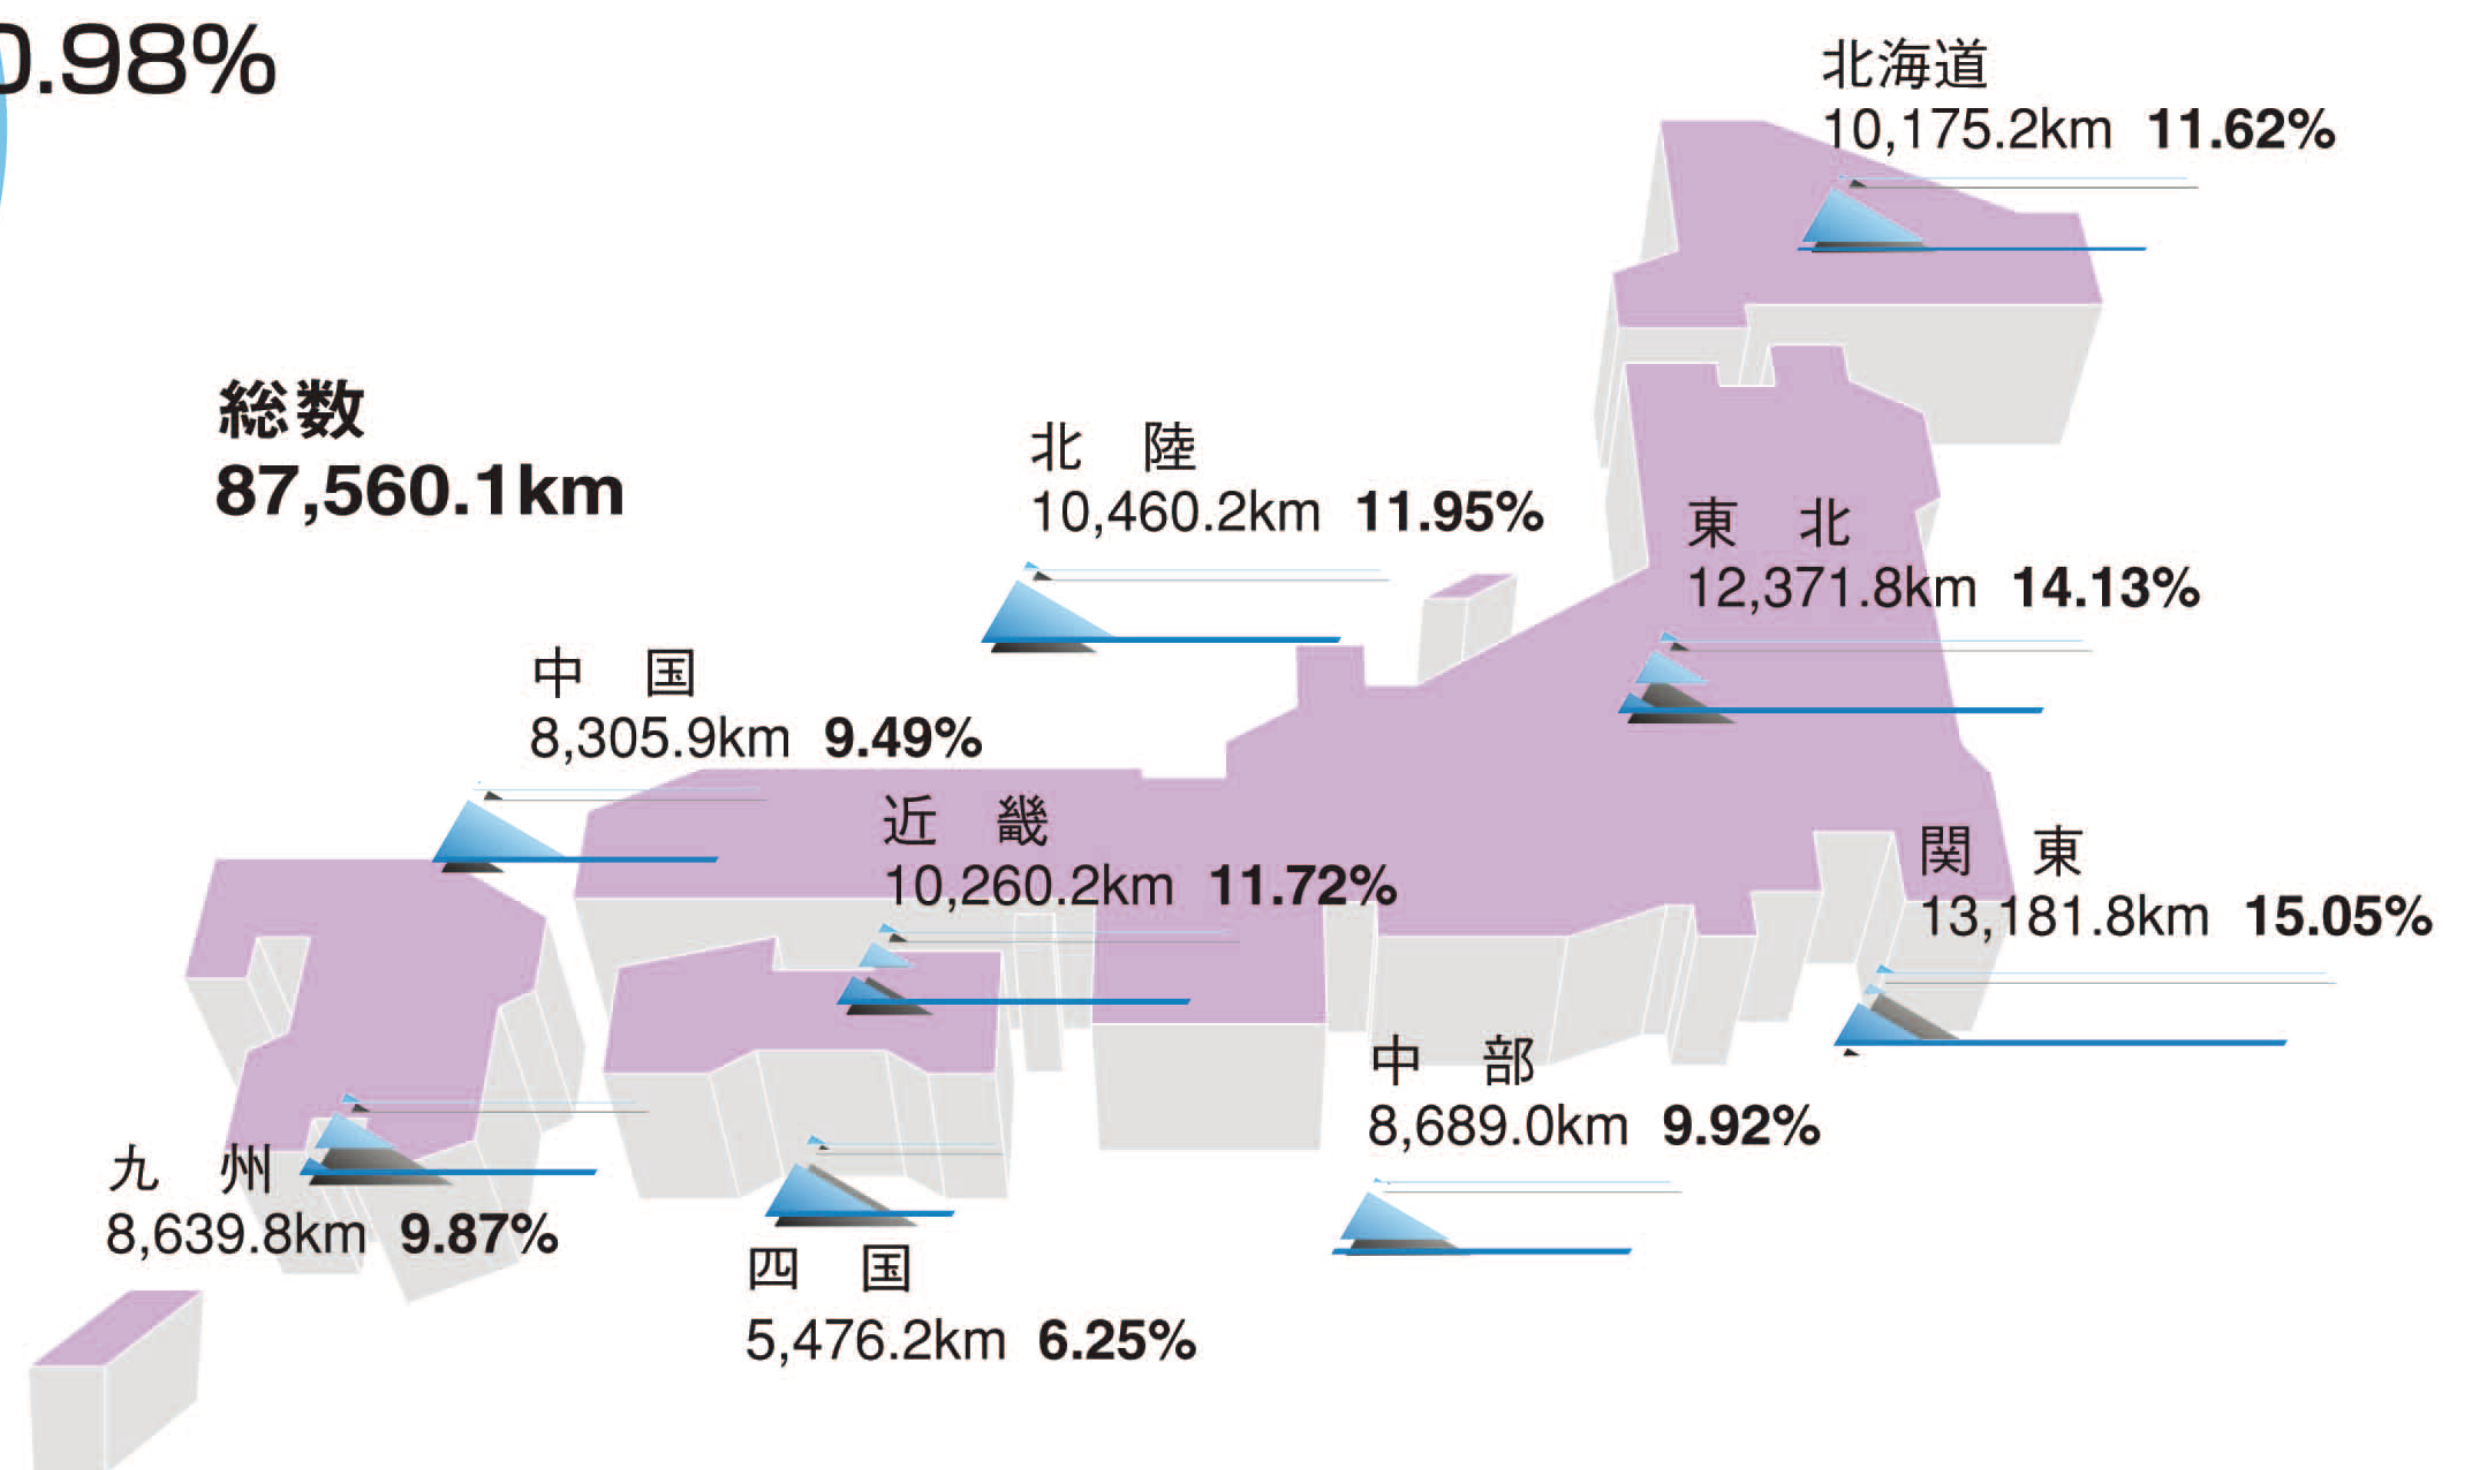 0.98%
北海道
10,175.2km 11.62%
総数
87,560.1km
北 陸
10,460.2km 11.95%
東 北
12,371.8km 14.13%
中 国
8,305.9km 9.49%
近 畿
10,260.2km 11.72%
関 東
13,181.8km 15.05%
中 部
8,689.0km 9.92%
九 州
8,639.8km 9.87%
四 国
5,476.2km 6.25%